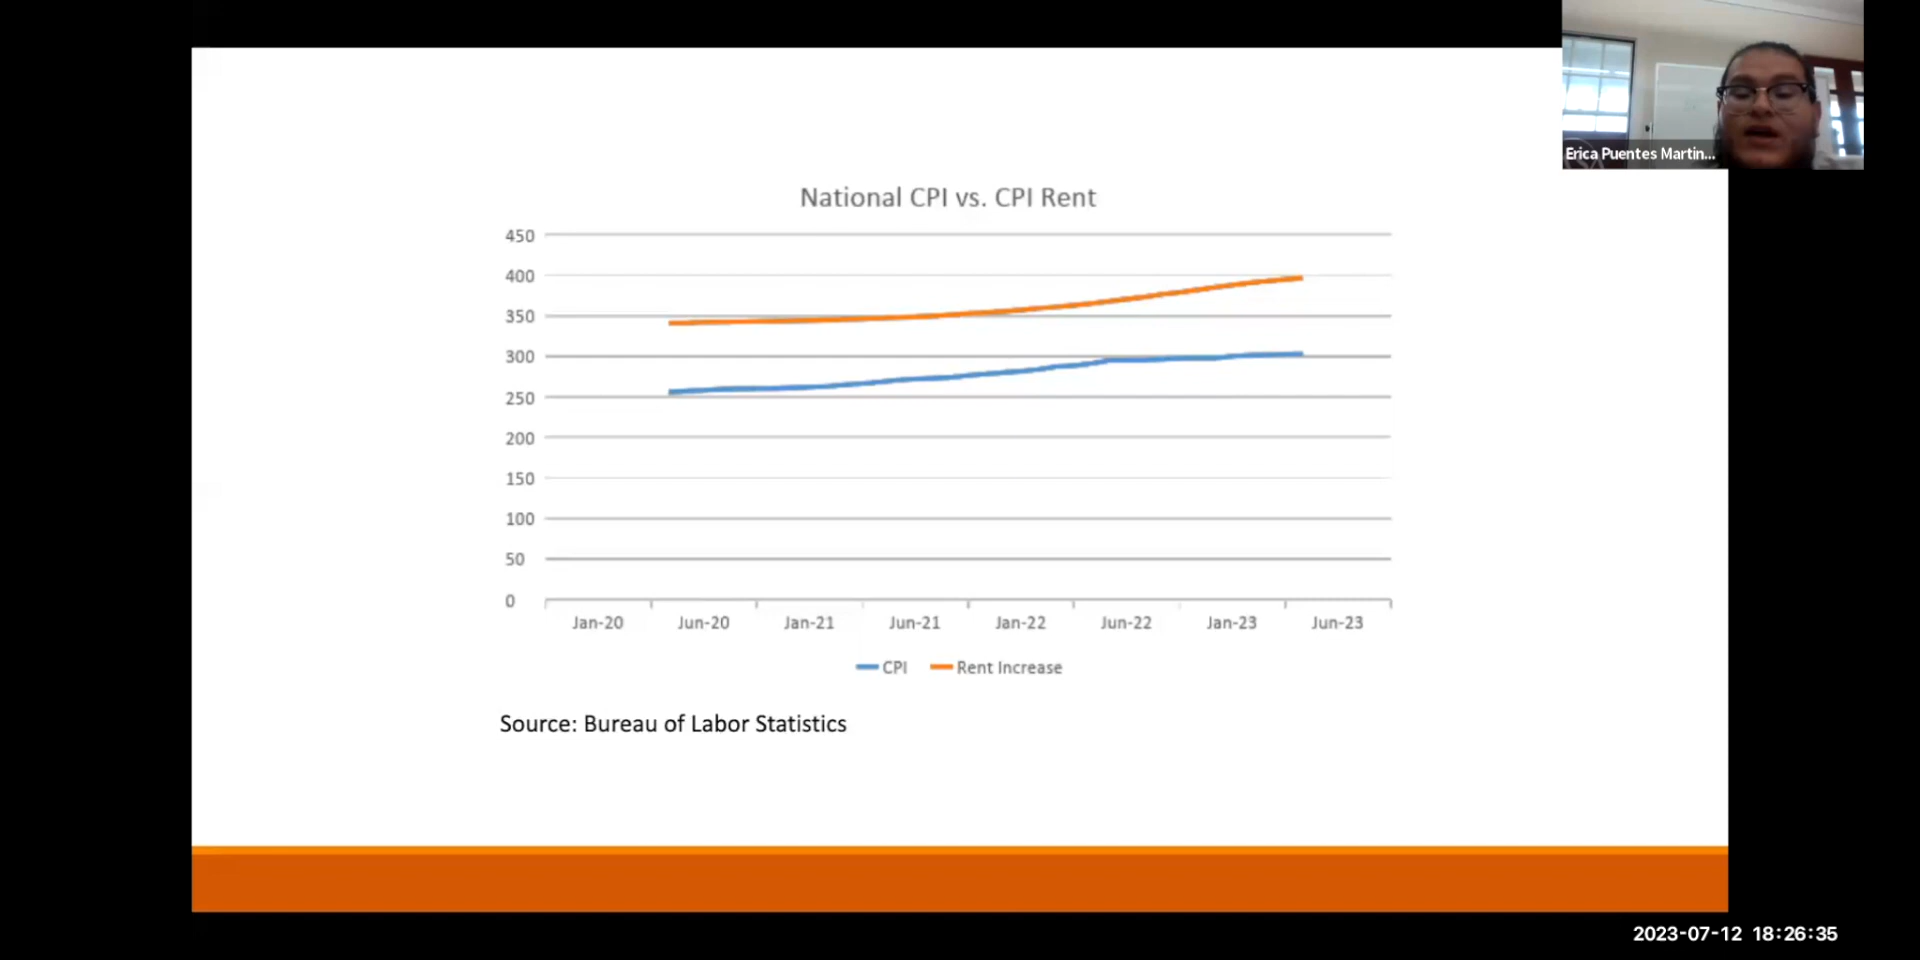 Erica Puentes Martin...
National CPI vs. CPI Rent
450
400
350
300
250
200
150
100
50
0
Jan-20 Jun-20 Jan-21 Jun-21 Jan-22 Jun-22 Jan-23 Jun-23
CPI Rent Increase
Source: Bureau of Labor Statistics
2023-07-12 18:26:35